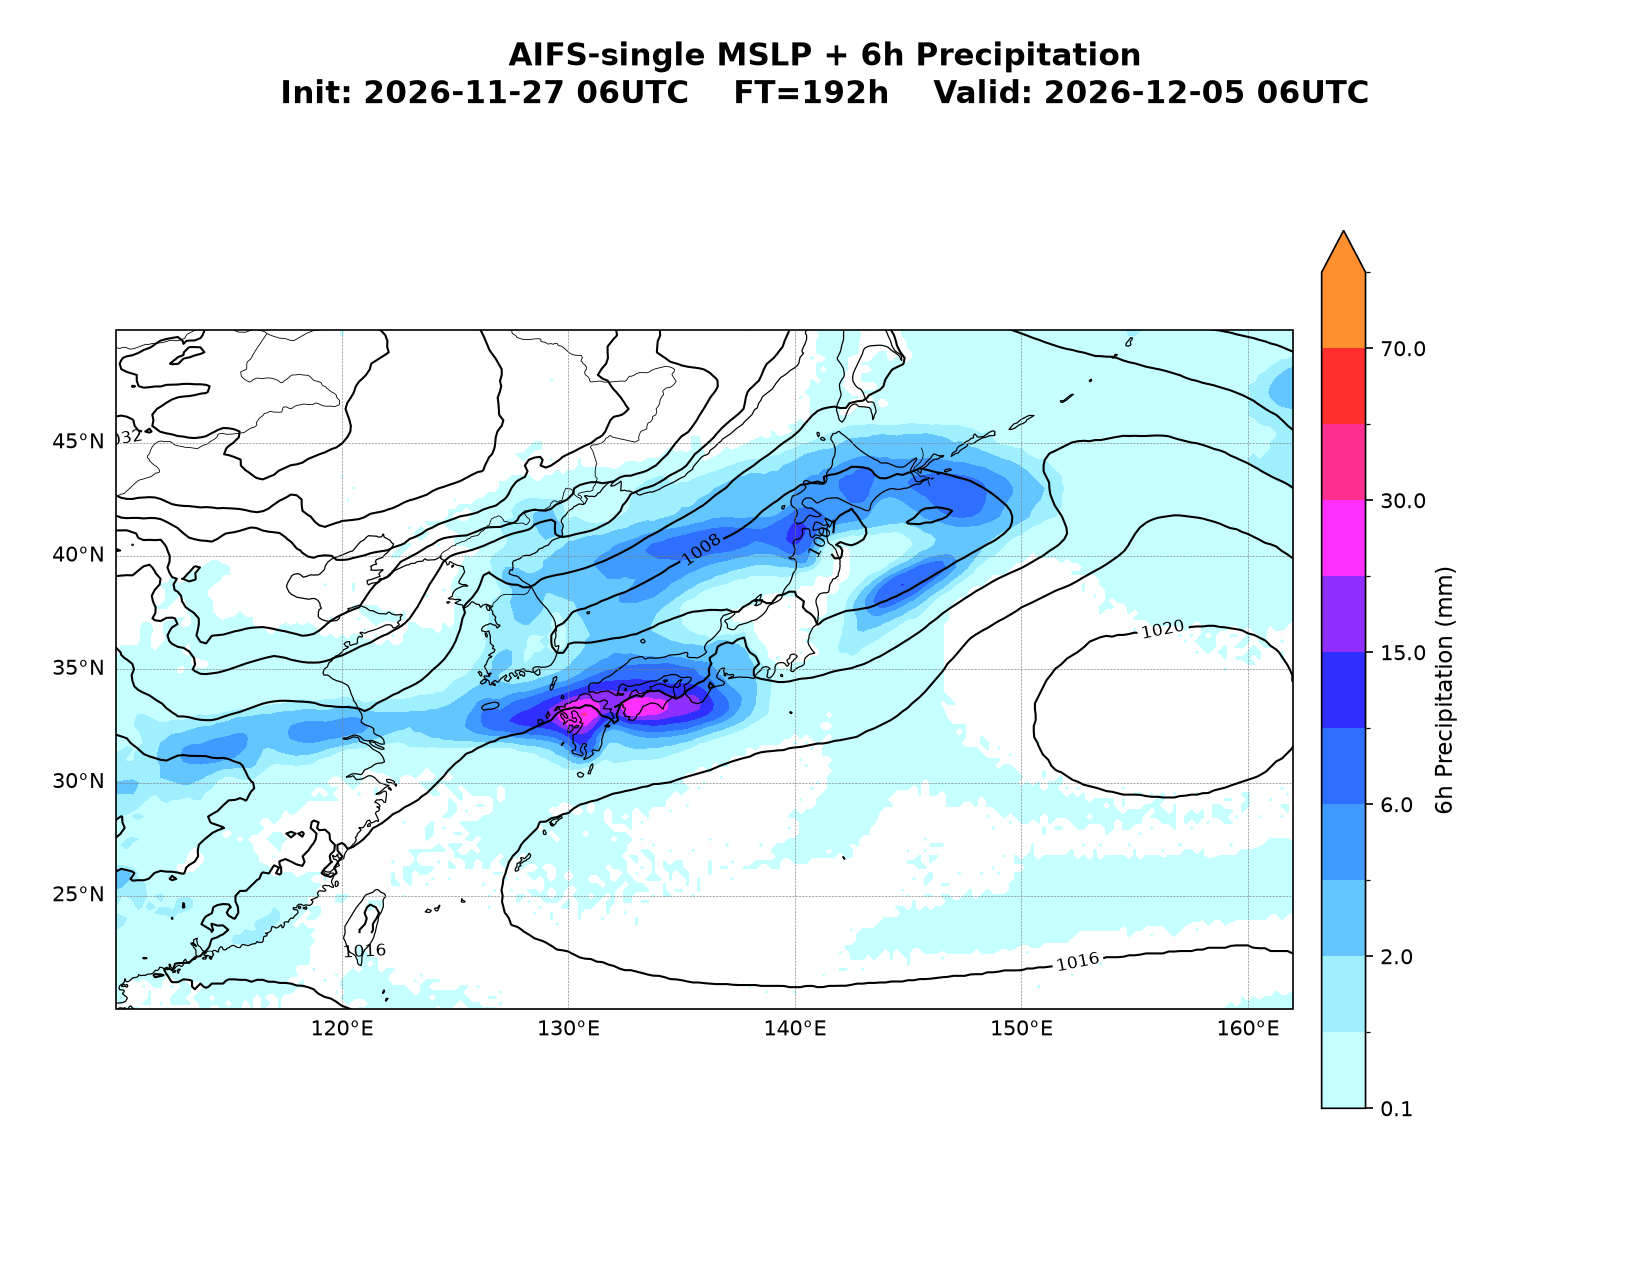 AIFS-single MSLP + 6h Precipitation
Init: 2026-11-27 06UTC    FT=192h    Valid: 2026-12-05 06UTC
70.0
30.0
15.0
6.0
2.0
0.1
6h Precipitation (mm)
45°N
40°N
35°N
30°N
25°N
120°E
130°E
140°E
150°E
160°E
032
1008
1020
1016
1016